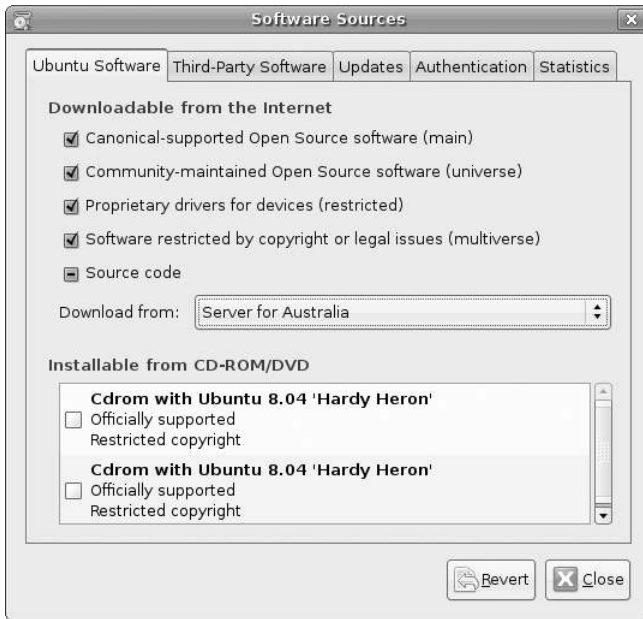 Software Sources
Ubuntu Software
Third-Party Software
Updates
Authentication
Statistics
Downloadable from the Internet
Canonical-supported Open Source software (main)
Community-maintained Open Source software (universe)
Proprietary drivers for devices (restricted)
Software restricted by copyright or legal issues (multiverse)
Source code
Download from: Server for Australia
Installable from CD-ROM/DVD
Cdrom with Ubuntu 8.04 'Hardy Heron'
Officially supported
Restricted copyright
Cdrom with Ubuntu 8.04 'Hardy Heron'
Officially supported
Restricted copyright
Revert
Close